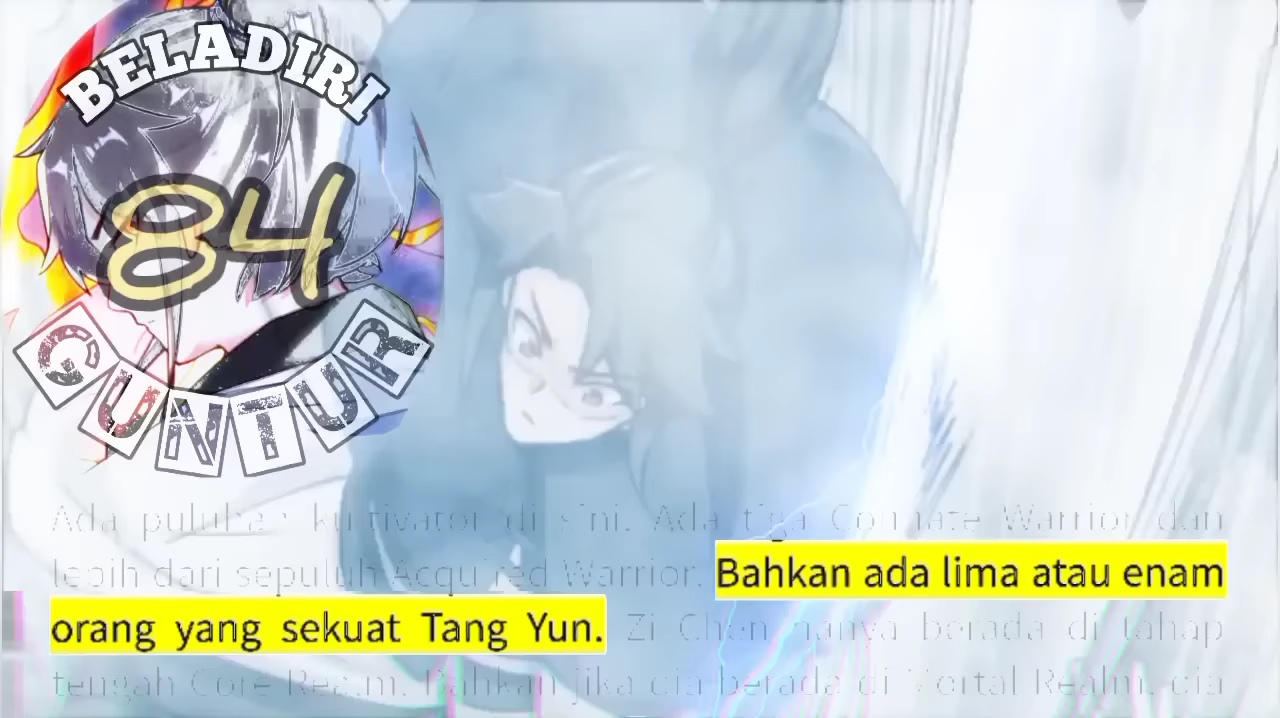 BELADIRI
84
GUNTUR
Ada puluhan kultivator di sini. Ada tiga Connate Warrior dan
lebih dari sepuluh Acquired Warrior. Bahkan ada lima atau enam
orang yang sekuat Tang Yun. Zi Chen hanya berada di tahap
tengah Core Realm. Bahkan jika dia berada di Mortal Realm, dia